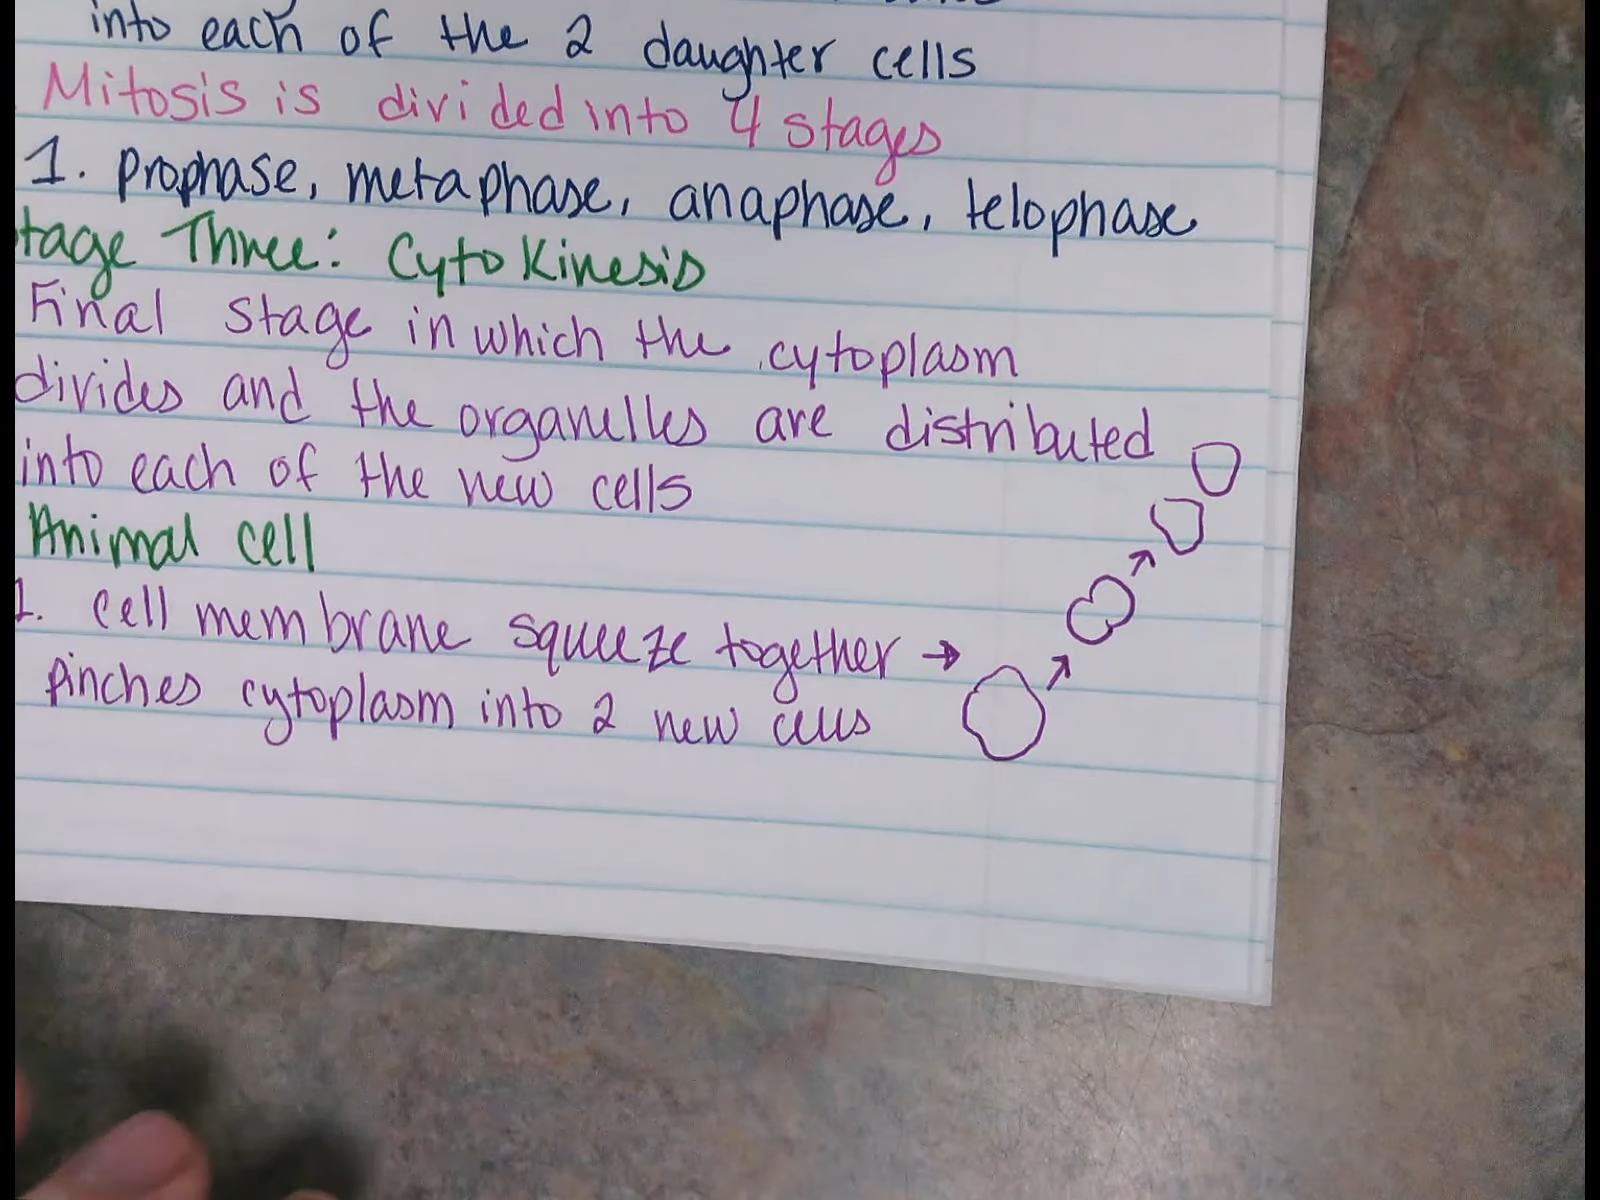 into each of the 2 daughter cells
Mitosis is divided into 4 stages
1. prophase, metaphase, anaphase, telophase
tage Three: Cytokinesis
Final stage in which the cytoplasm
divides and the organelles are distributed
into each of the new cells
Animal cell
1. cell membrane squeeze together →
pinches cytoplasm into 2 new cells